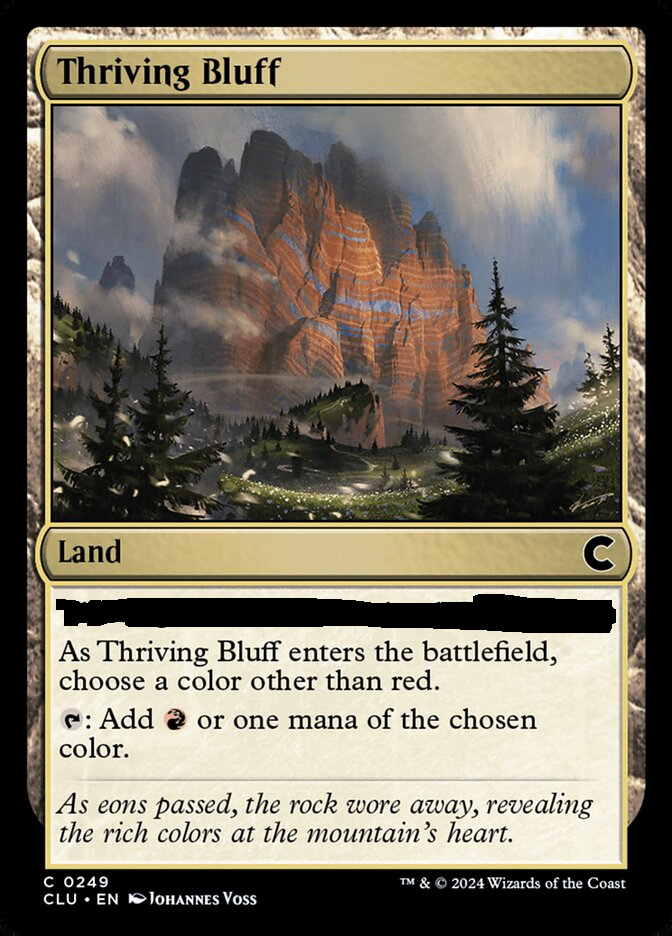 Thriving Bluff
Land
As Thriving Bluff enters the battlefield,
choose a color other than red.
: Add or one mana of the chosen
color.
As eons passed, the rock wore away, revealing
the rich colors at the mountain's heart.
C 0249
CLU • EN Johannes Voss
™ & © 2024 Wizards of the Coast